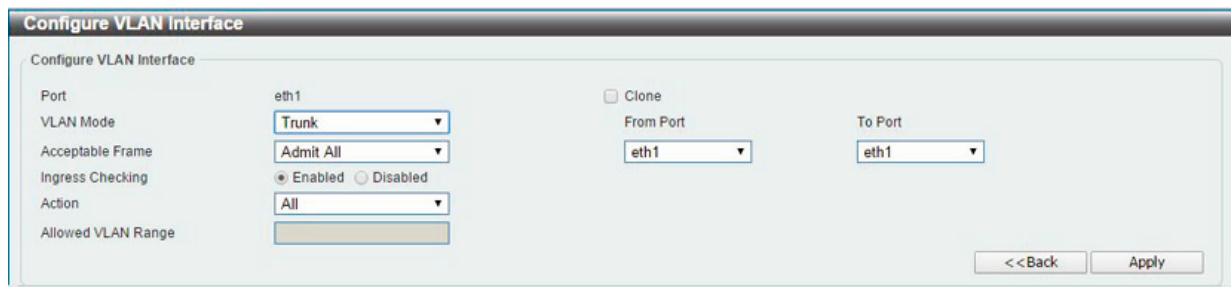 Configure VLAN Interface
Configure VLAN Interface
Port eth1 Clone
VLAN Mode Trunk From Port To Port
Acceptable Frame Admit All eth1 eth1
Ingress Checking Enabled Disabled
Action All
Allowed VLAN Range
<<Back Apply